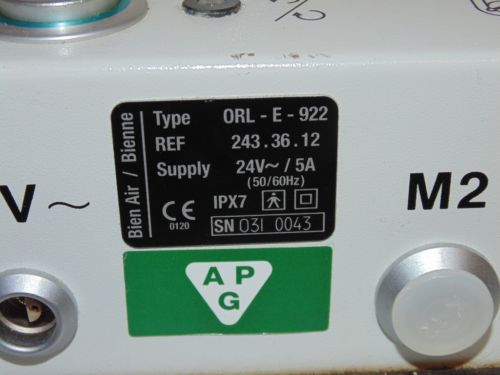 Bien Air / Bienne
Type ORL - E - 922
REF 243.36.12
Supply 24V~ / 5A
(50/60Hz)
CE IPX7
0120 SN 031 0043
V ~
M2
A P
G